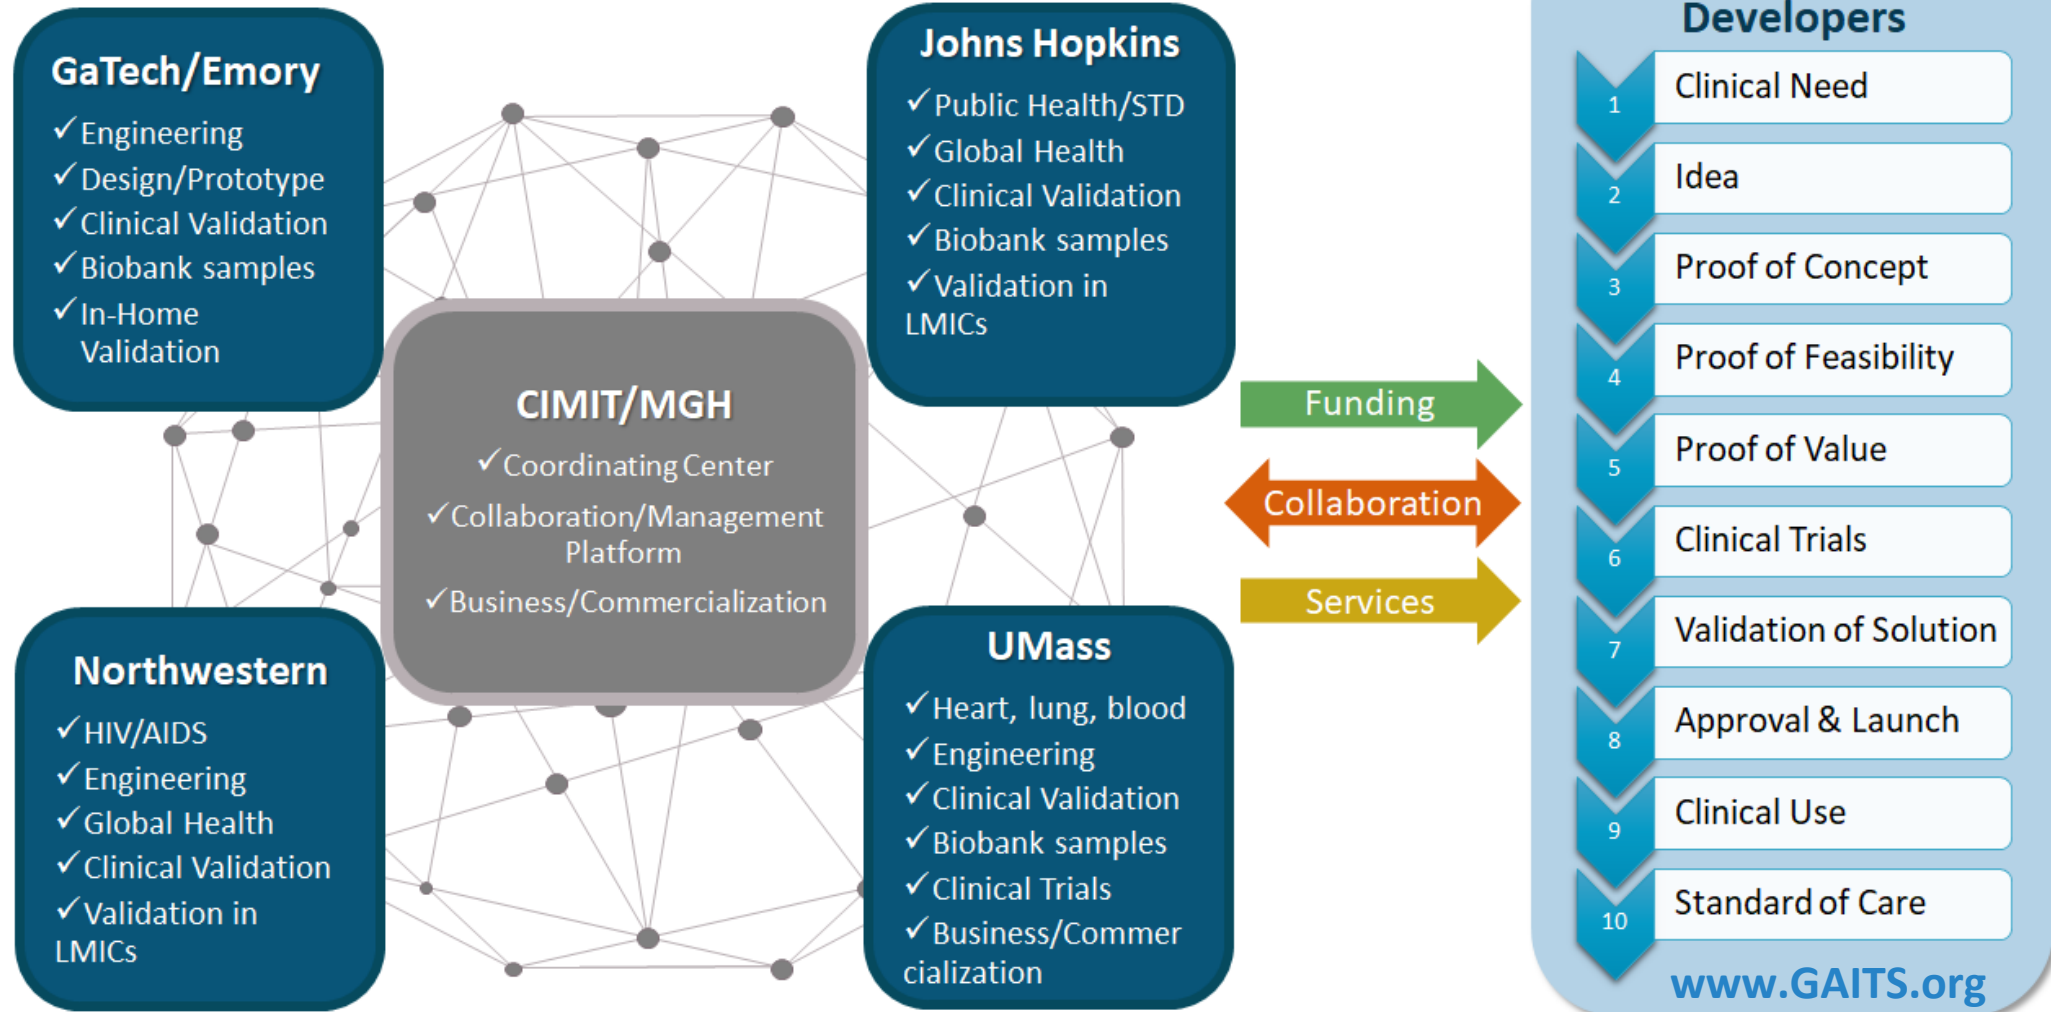 GaTech/Emory
✓Engineering
✓Design/Prototype
✓Clinical Validation
✓Biobank samples
✓In-Home
Validation
Johns Hopkins
✓Public Health/STD
✓Global Health
✓Clinical Validation
✓Biobank samples
✓Validation in
LMICs
CIMIT/MGH
✓Coordinating Center
✓Collaboration/Management
Platform
✓Business/Commercialization
Northwestern
✓HIV/AIDS
✓Engineering
✓Global Health
✓Clinical Validation
✓Validation in
LMICs
UMass
✓Heart, lung, blood
✓Engineering
✓Clinical Validation
✓Biobank samples
✓Clinical Trials
✓Business/Commer
cialization
Funding
Collaboration
Services
Developers
1 Clinical Need
2 Idea
3 Proof of Concept
4 Proof of Feasibility
5 Proof of Value
6 Clinical Trials
7 Validation of Solution
8 Approval & Launch
9 Clinical Use
10 Standard of Care
www.GAITS.org